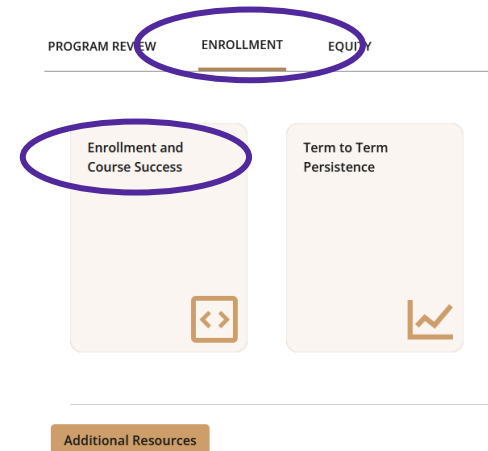 PROGRAM REVIEW ENROLLMENT EQUITY
Enrollment and
Course Success
Term to Term
Persistence
Additional Resources